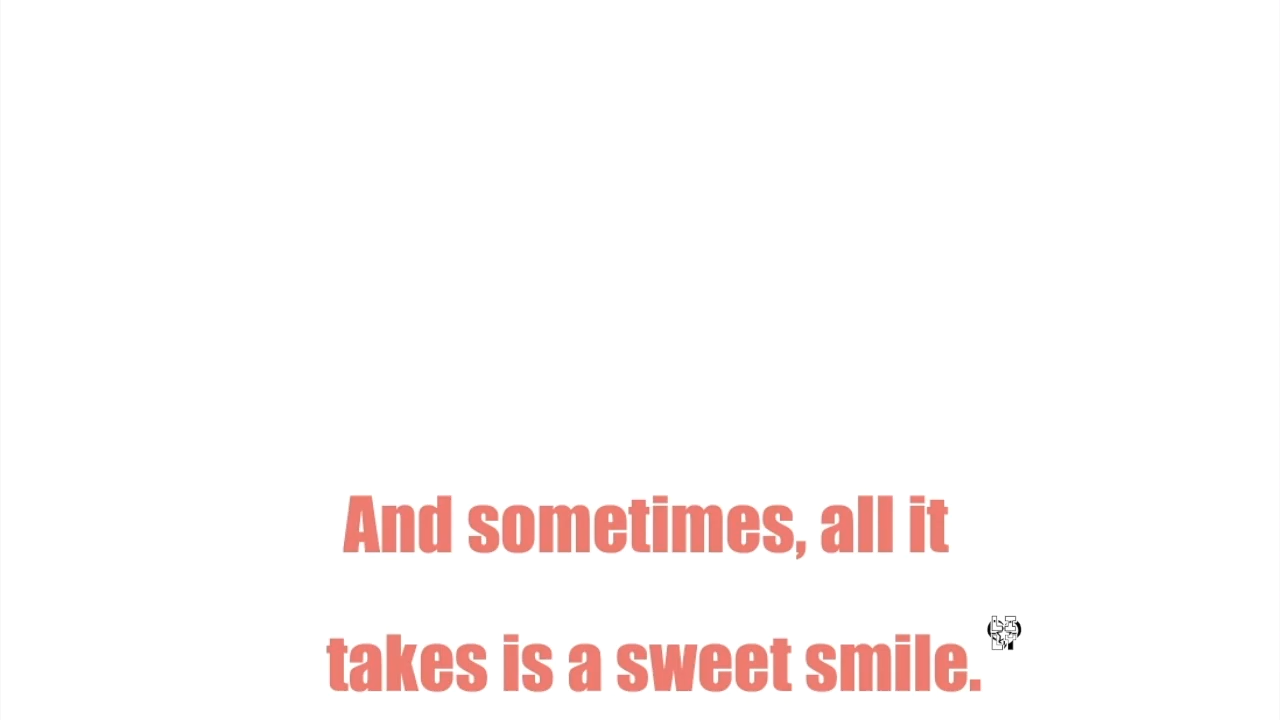 And sometimes, all it
takes is a sweet smile.